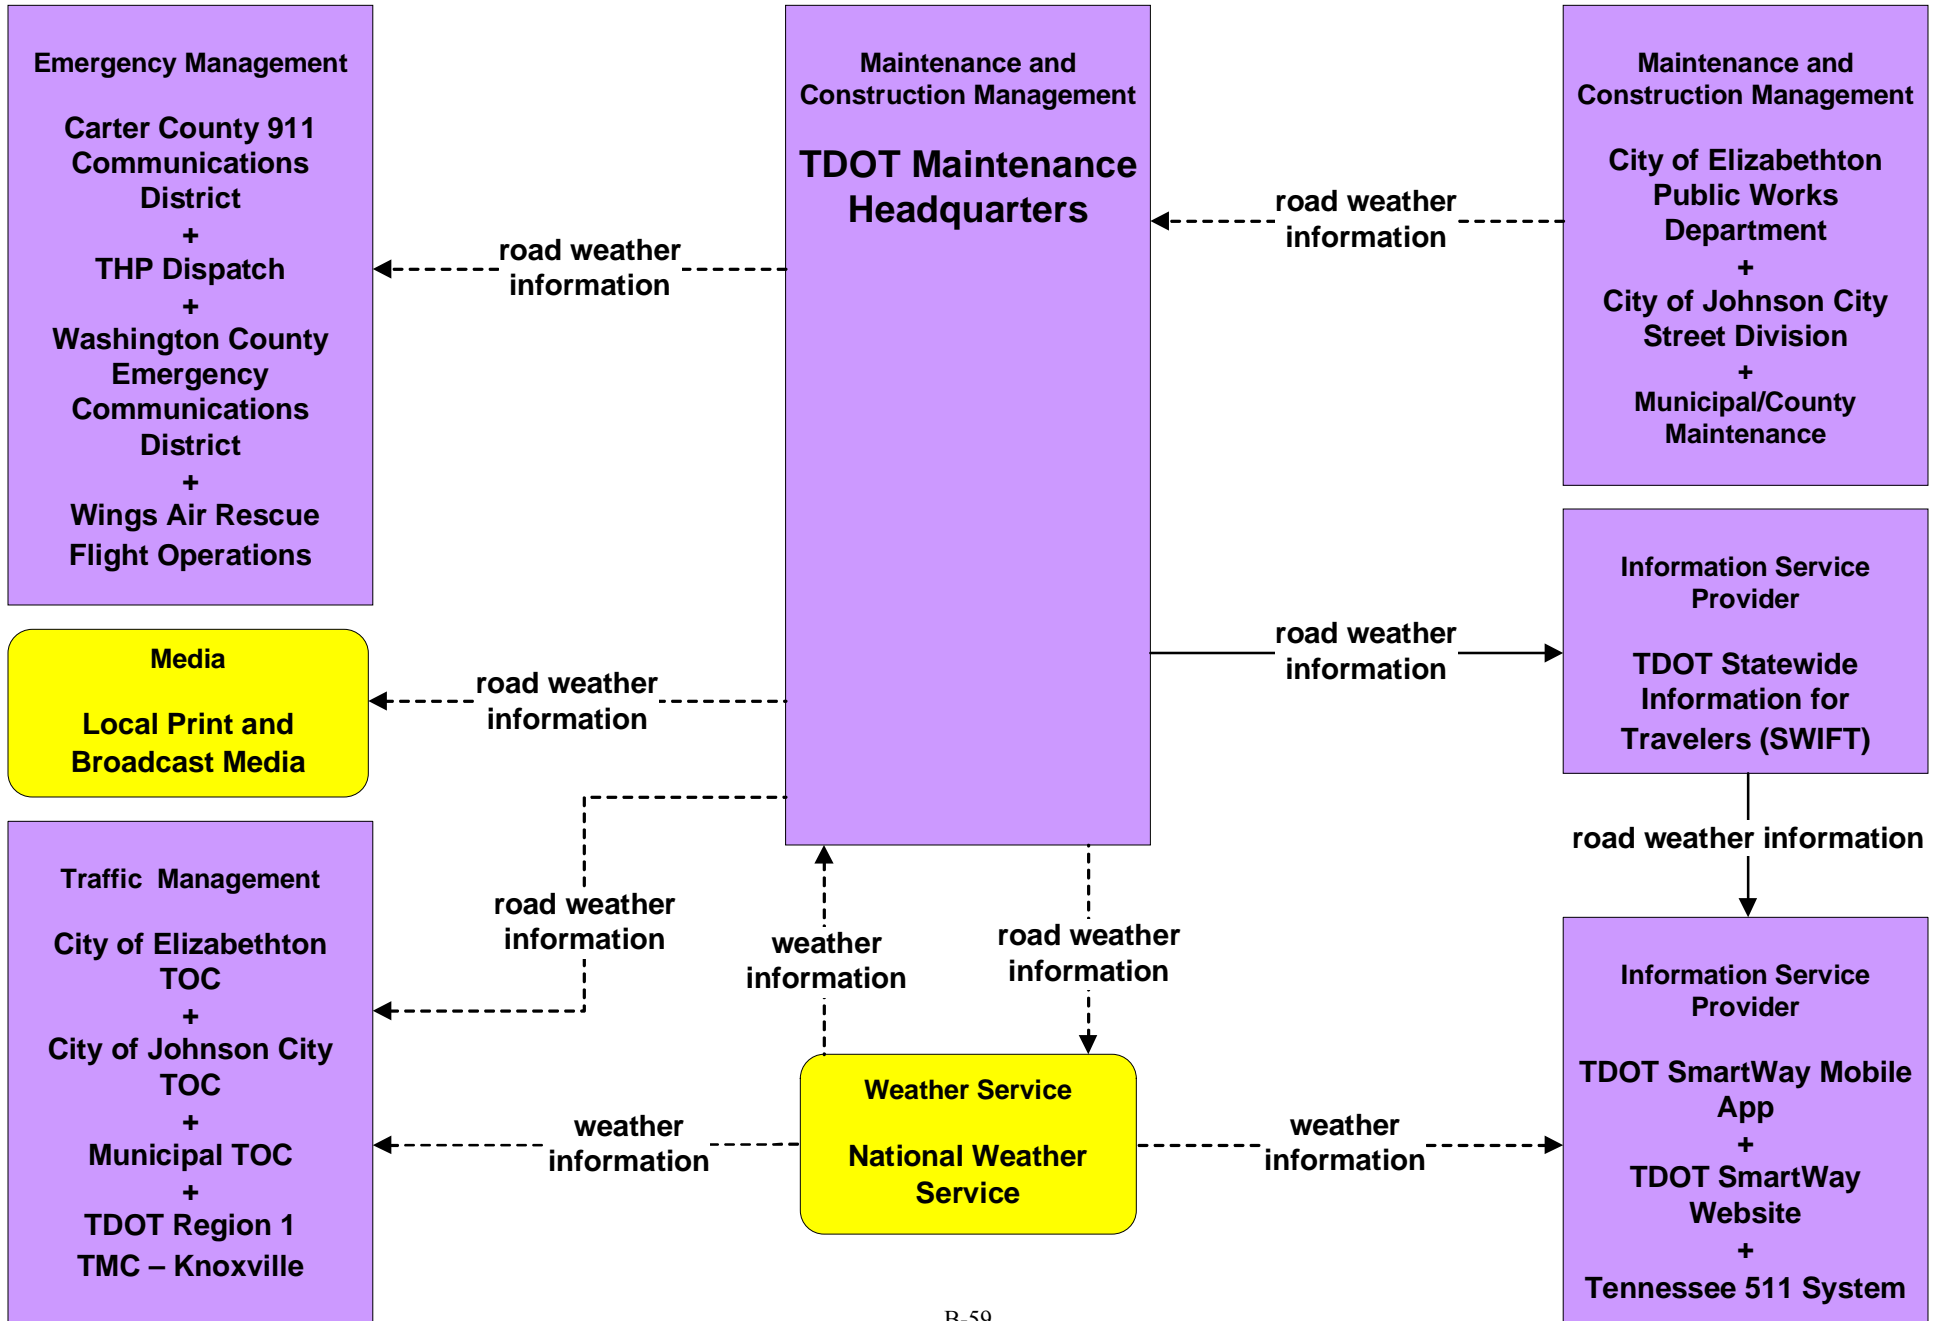 Emergency Management
Carter County 911
Communications
District
+
THP Dispatch
+
Washington County
Emergency
Communications
District
+
Wings Air Rescue
Flight Operations
road weather
information
Maintenance and
Construction Management
TDOT Maintenance
Headquarters
road weather
information
Maintenance and
Construction Management
City of Elizabethton
Public Works
Department
+
City of Johnson City
Street Division
+
Municipal/County
Maintenance
Media
Local Print and
Broadcast Media
road weather
information
road weather
information
Information Service
Provider
TDOT Statewide
Information for
Travelers (SWIFT)
road weather information
Traffic Management
City of Elizabethton
TOC
+
City of Johnson City
TOC
+
Municipal TOC
+
TDOT Region 1
TMC – Knoxville
road weather
information
weather
information
road weather
information
weather
information
Weather Service
National Weather
Service
weather
information
Information Service
Provider
TDOT SmartWay Mobile
App
+
TDOT SmartWay
Website
+
Tennessee 511 System
B-59